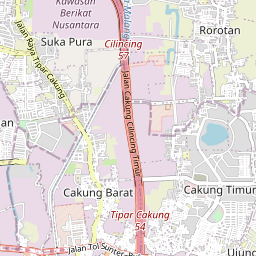 Kawasan
Berikat
Nusantara
Suka Pura
Rorotan
Cilincing
57
Jalan Raya Tipar Cakung
Jalan Cakung Cilincing Timur
an
Cakung Barat
Cakung Timur
Tipar Cakung
54
Jalan Tol Sunter-
Ujung